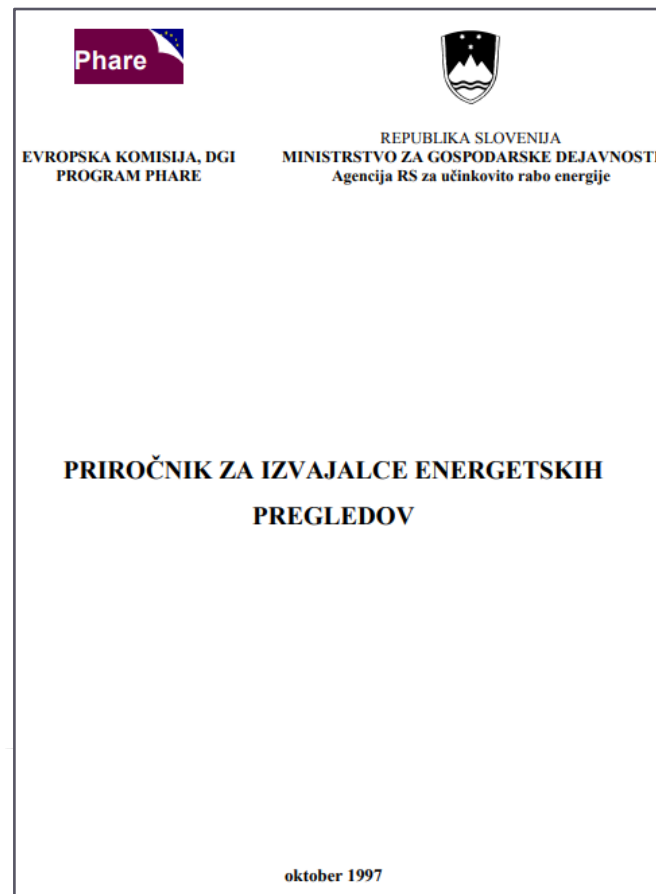 Phare
EVROPSKA KOMISIJA, DGI
PROGRAM PHARE
REPUBLIKA SLOVENIJA
MINISTRSTVO ZA GOSPODARSKE DEJAVNOSTI
Agencija RS za učinkovito rabo energije
PRIROČNIK ZA IZVAJALCE ENERGETSKIH
PREGLEDOV
oktober 1997